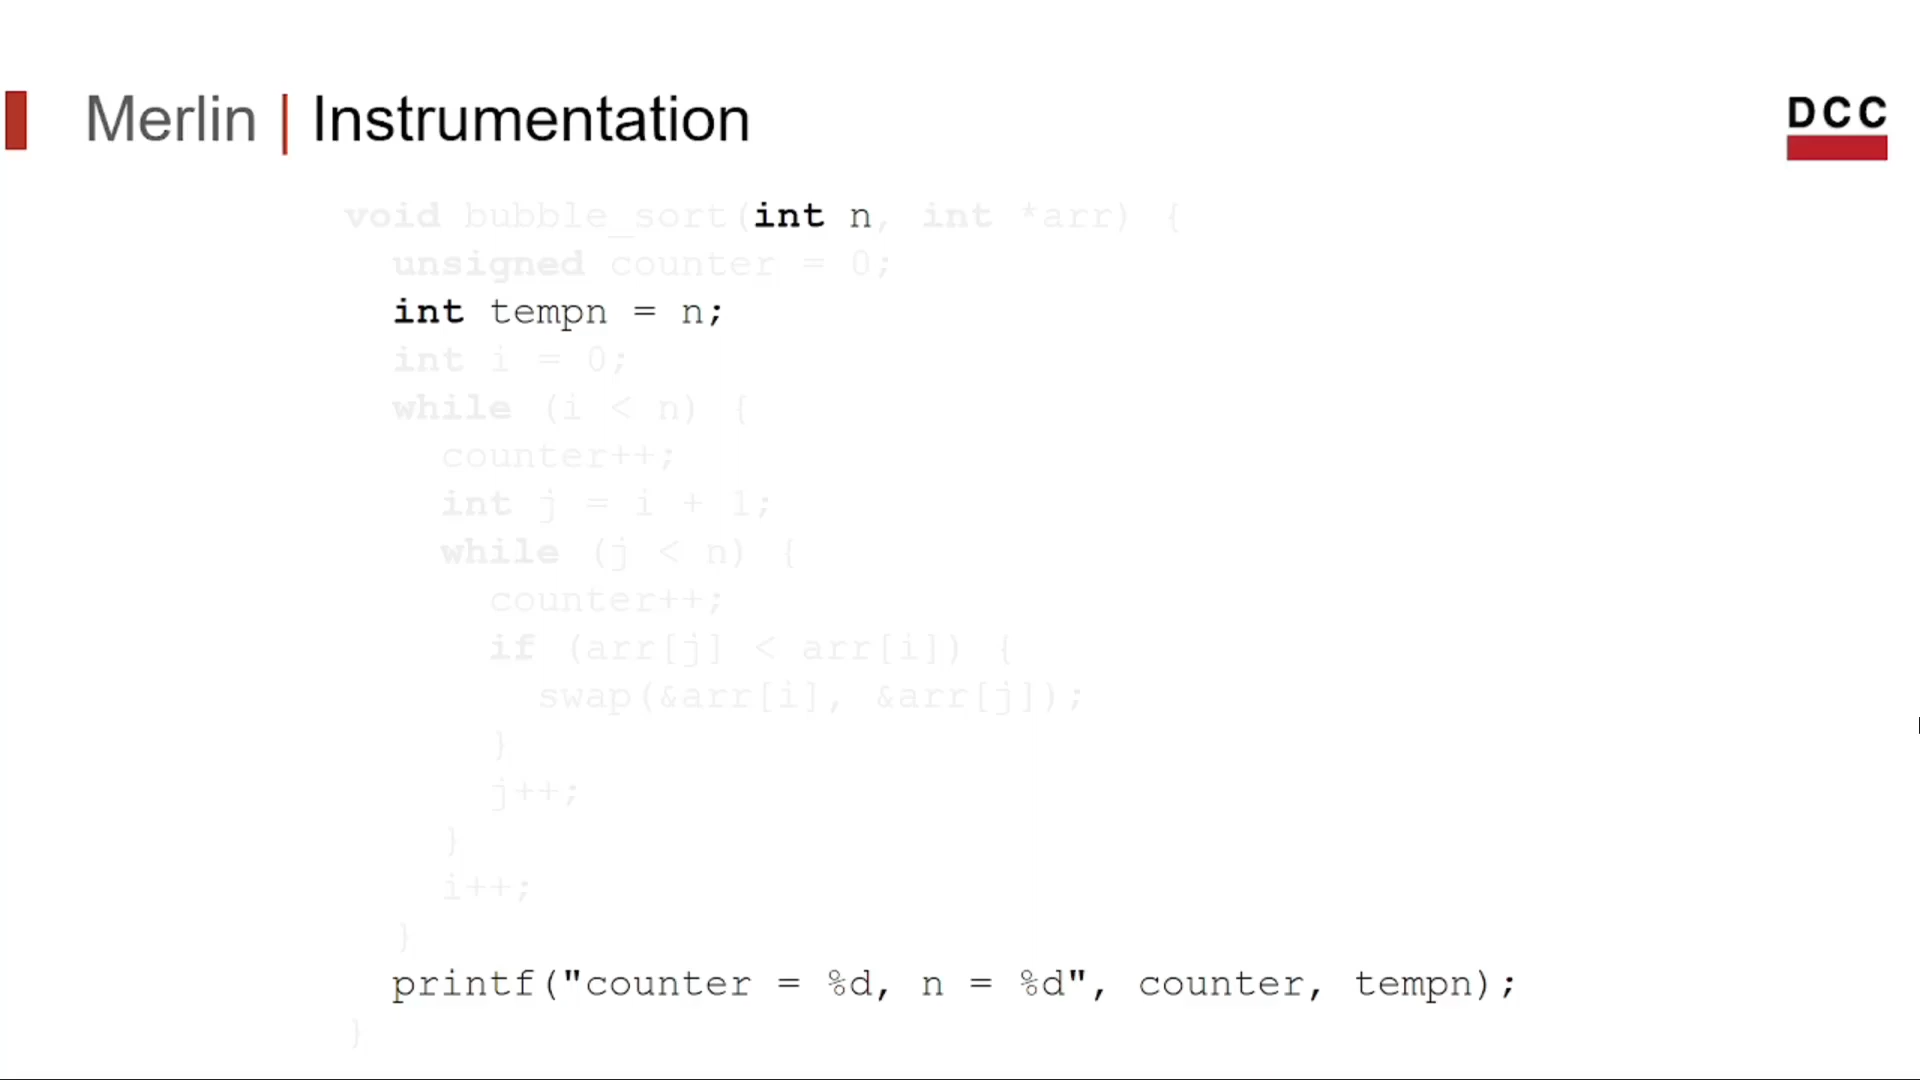 Merlin | Instrumentation
DCC
void bubble_sort(int n, int *arr) {
  unsigned counter = 0;
  int tempn = n;
  int i = 0;
  while (i < n) {
    counter++;
    int j = i + 1;
    while (j < n) {
      counter++;
      if (arr[j] < arr[i]) {
        swap(&arr[i], &arr[j]);
      }
      j++;
    }
    i++;
  }
  printf("counter = %d, n = %d", counter, tempn);
}